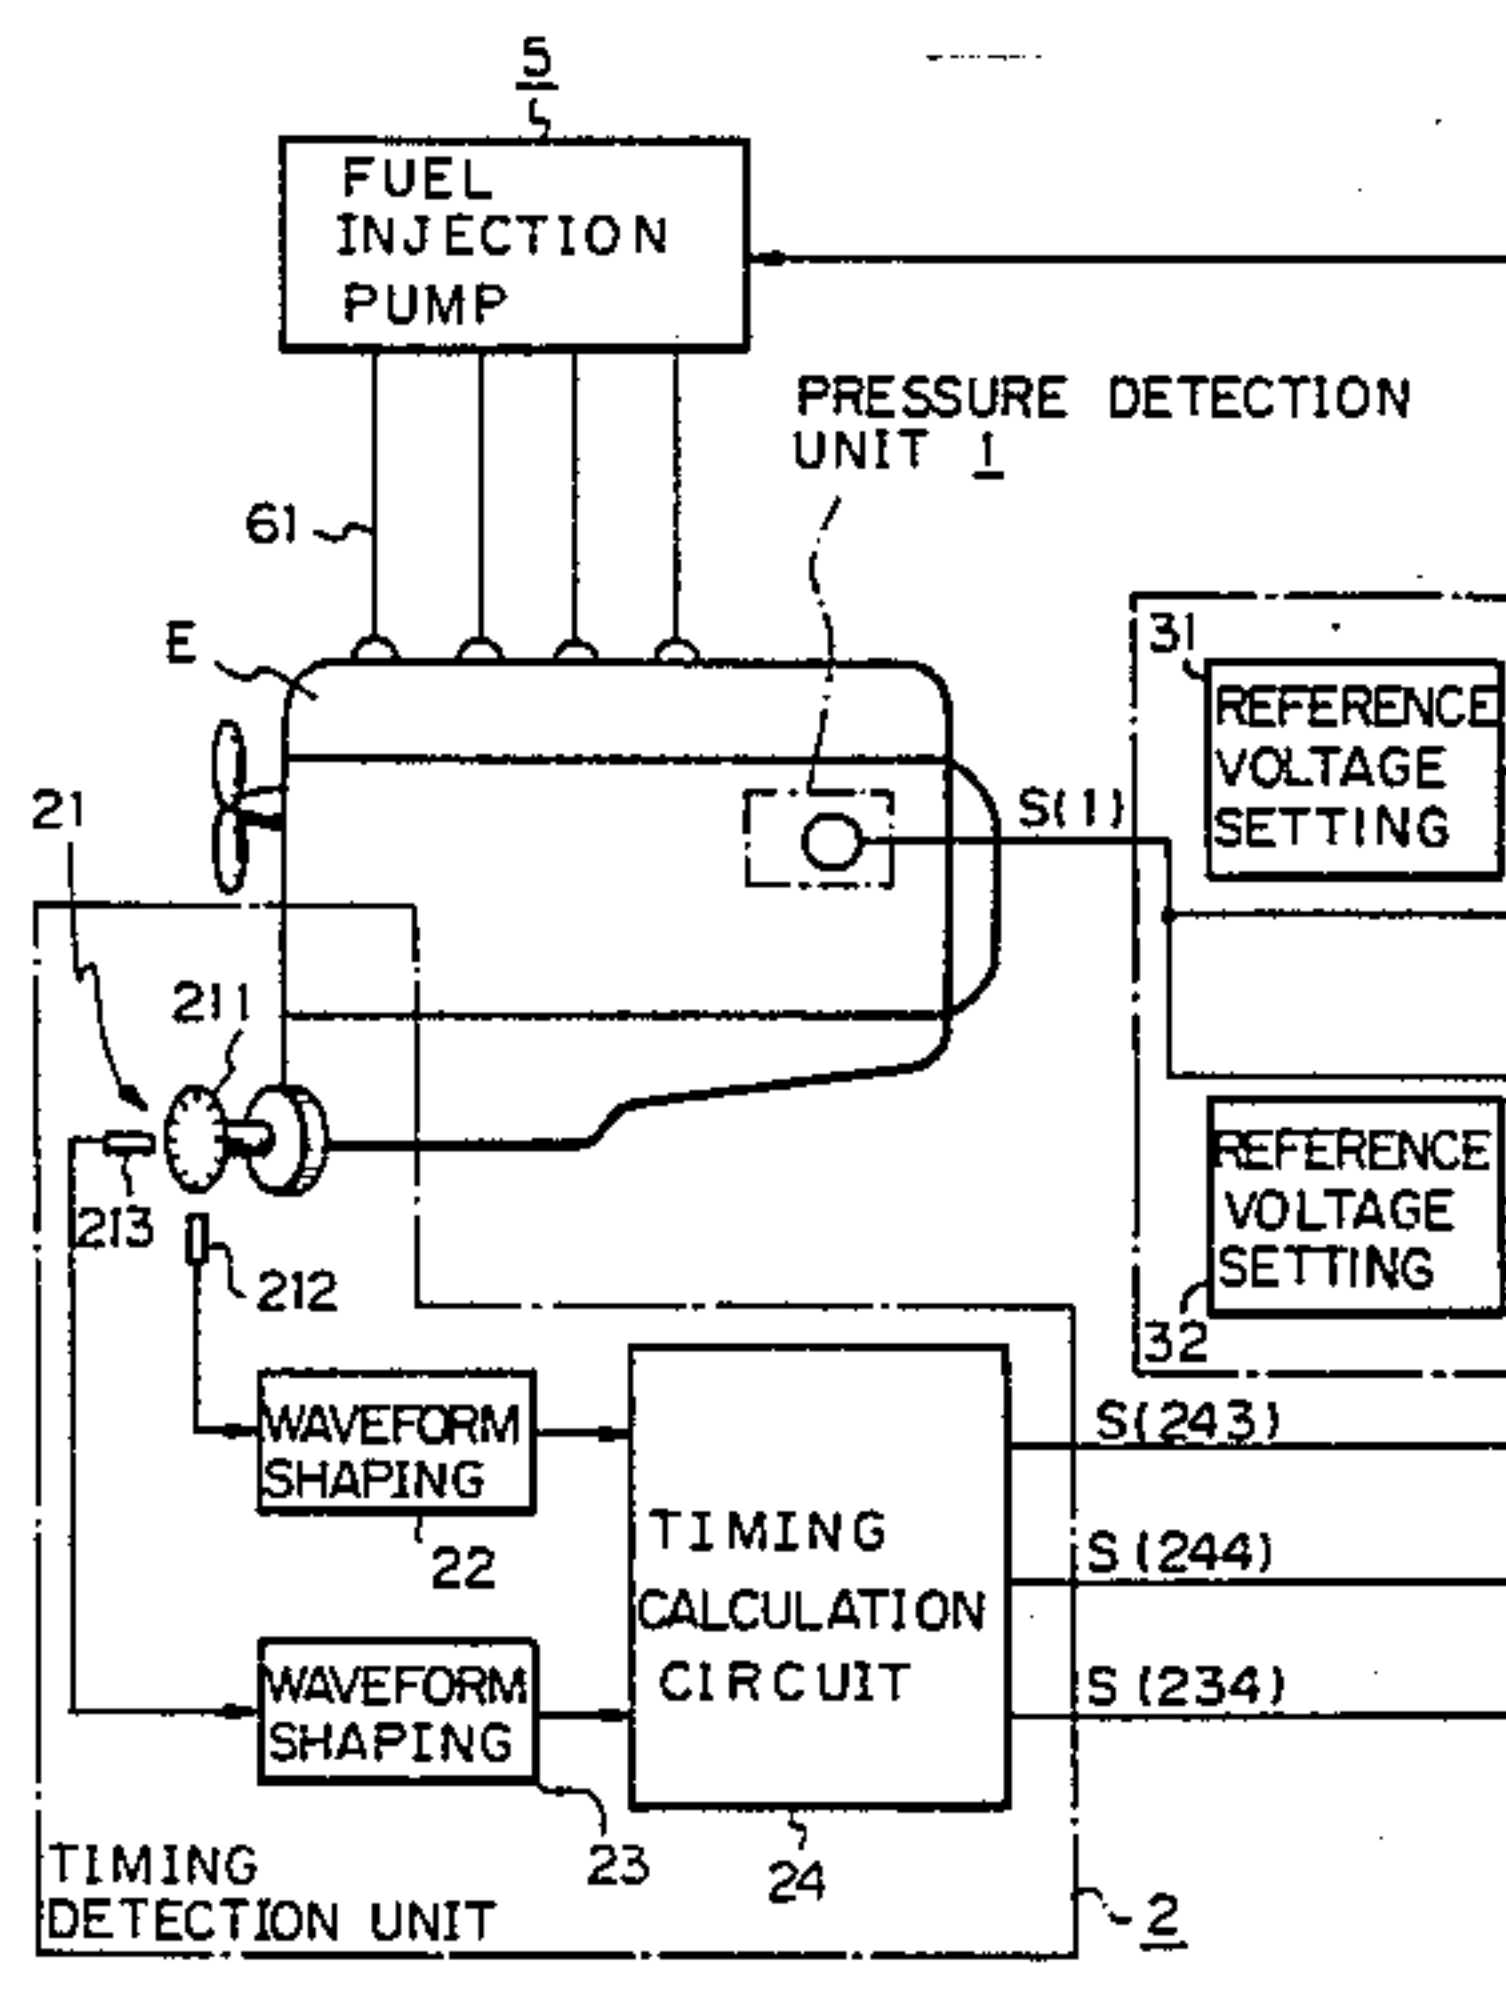 5
FUEL
INJECTION
PUMP
PRESSURE DETECTION
UNIT 1
61
E
31
REFERENCE
VOLTAGE
SETTING
S(1)
21
211
213
212
REFERENCE
VOLTAGE
SETTING
32
WAVEFORM
SHAPING
22
S(243)
TIMING
CALCULATION
CIRCUIT
S(244)
S(234)
WAVEFORM
SHAPING
23
24
TIMING
DETECTION UNIT
2